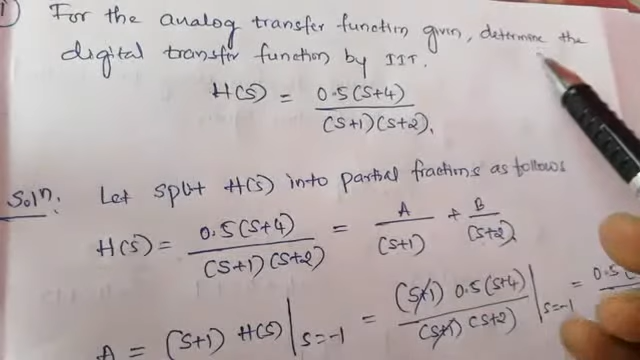 1) For the analog transfer function given, determine the
digital transfer function by IIT.
H(s) = 0.5(s+4) / (s+1)(s+2).
Soln: Let split H(s) into partial fractions as follows
H(s) = 0.5(s+4) / (s+1)(s+2) = A / (s+1) + B / (s+2)
A = (s+1) H(s) | s=-1 = (s+1) 0.5(s+4) / (s+1)(s+2) | s=-1 = 0.5(